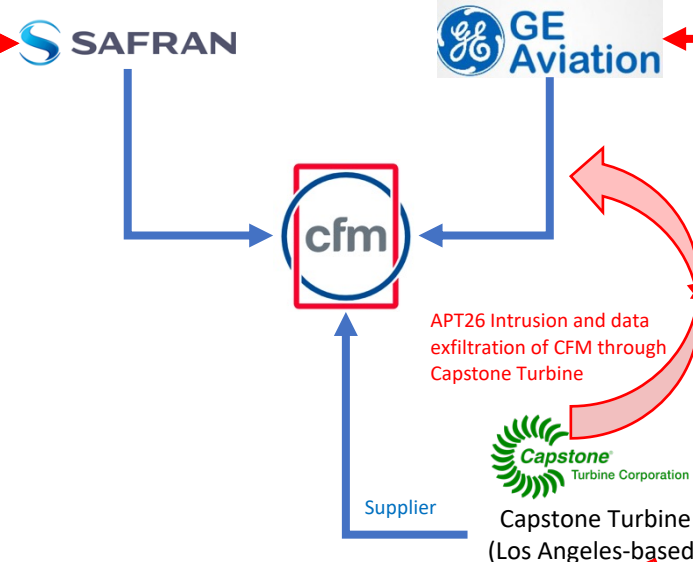 SAFRAN
GE
Aviation
cfm
APT26 Intrusion and data
exfiltration of CFM through
Capstone Turbine
Capstone®
Turbine Corporation
Supplier
Capstone Turbine
(Los Angeles-based